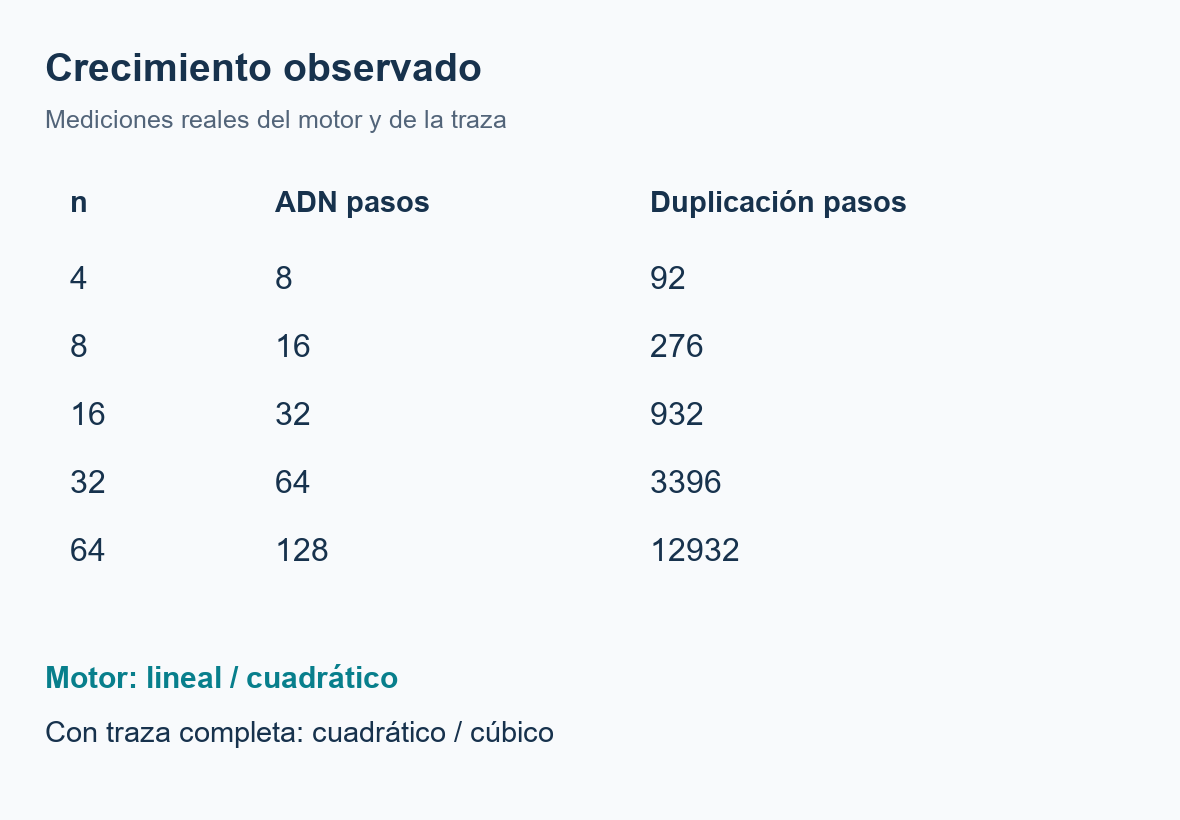 Crecimiento observado
Mediciones reales del motor y de la traza
n ADN pasos Duplicación pasos
4 8 92
8 16 276
16 32 932
32 64 3396
64 128 12932
Motor: lineal / cuadrático
Con traza completa: cuadrático / cúbico